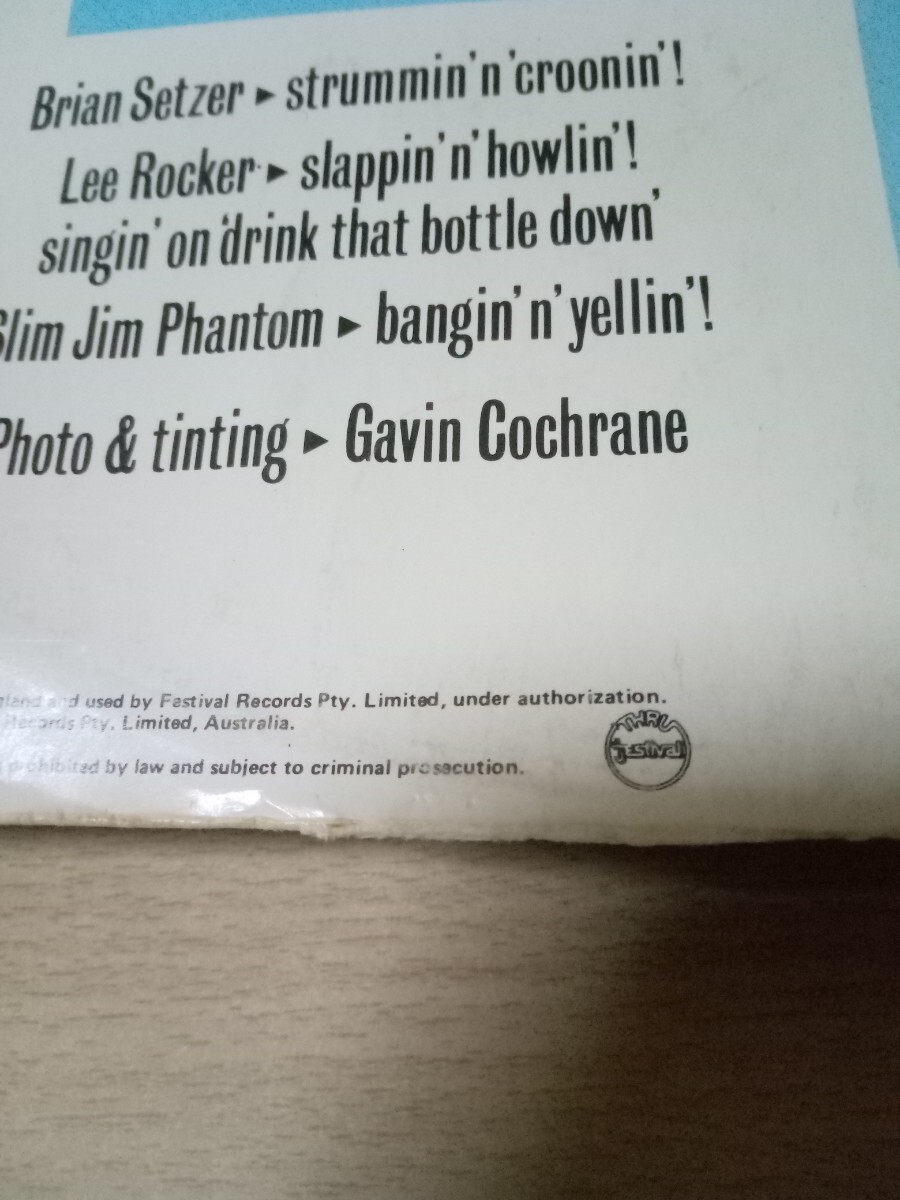 Brian Setzer ► strummin' n' croonin'!
Lee Rocker ► slappin' n' howlin'!
singin' on 'drink that bottle down'
Slim Jim Phantom ► bangin' n' yellin'!
Photo & tinting ► Gavin Cochrane
and used by Festival Records Pty. Limited, under authorization.
Records Pty. Limited, Australia.
prohibited by law and subject to criminal prosecution.
THRU
FESTIVAL